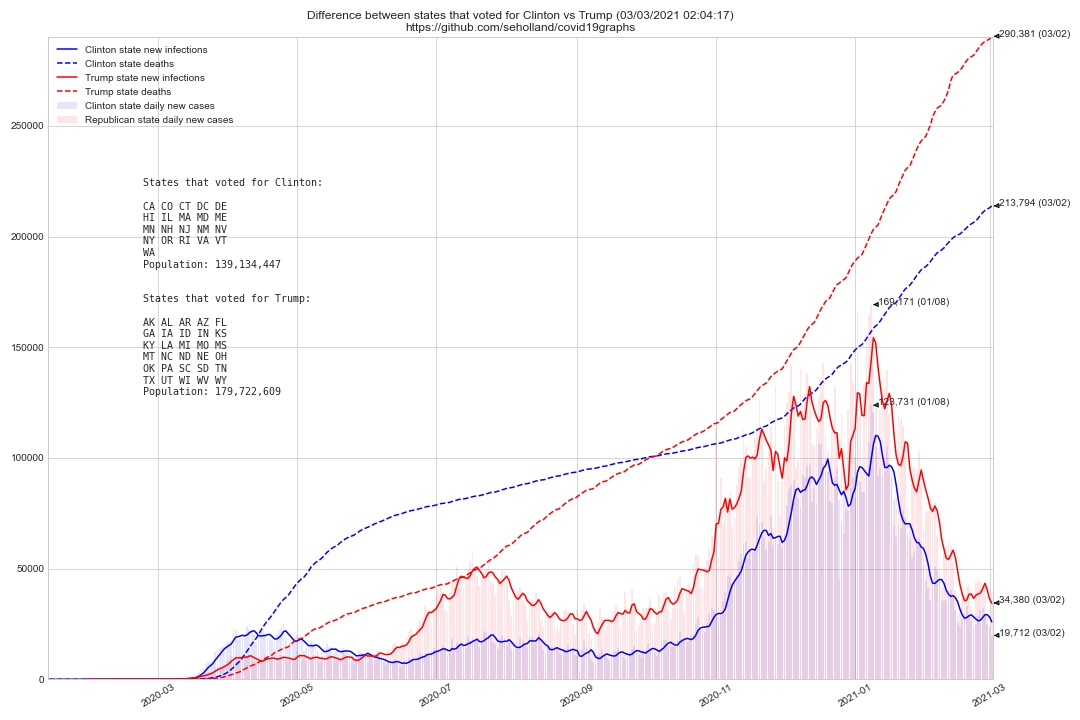 Difference between states that voted for Clinton vs Trump (03/03/2021 02:04:17)
https://github.com/seholland/covid19graphs
Clinton state new infections
Clinton state deaths
Trump state new infections
Trump state deaths
Clinton state daily new cases
Republican state daily new cases
290,381 (03/02)
250000
States that voted for Clinton:
CA CO CT DC DE
HI IL MA MD ME
MN NH NJ NM NV
NY OR RI VA VT
WA
Population: 139,134,447
213,794 (03/02)
200000
States that voted for Trump:
AK AL AR AZ FL
GA IA ID IN KS
KY LA MI MO MS
MT NC ND NE OH
OK PA SC SD TN
TX UT WI WV WY
Population: 179,722,609
169,171 (01/08)
150000
123,731 (01/08)
100000
50000
34,380 (03/02)
19,712 (03/02)
0
2020-03
2020-05
2020-07
2020-09
2020-11
2021-01
2021-03